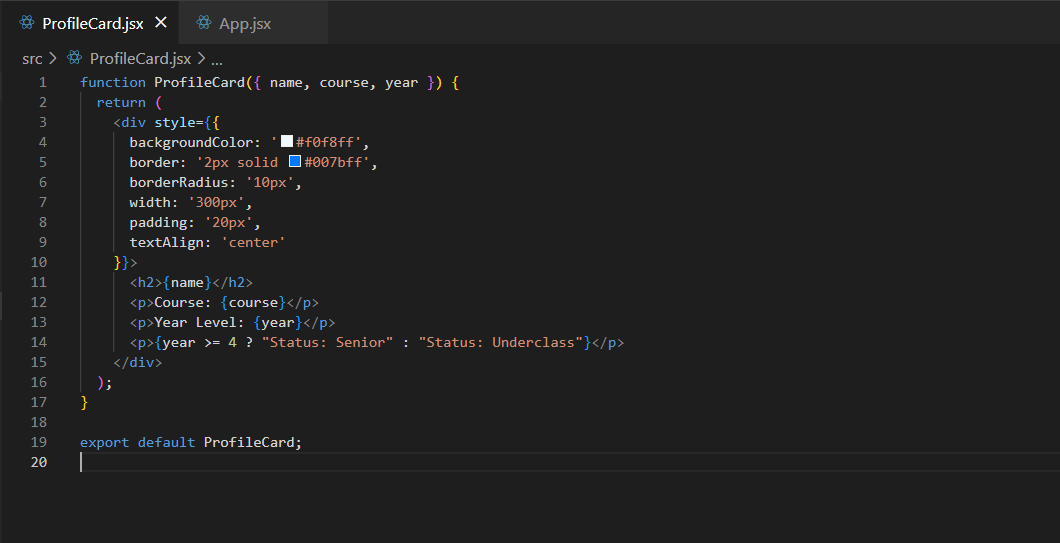 ProfileCard.jsx × App.jsx
src > ProfileCard.jsx > ...
1 function ProfileCard({ name, course, year }) {
2   return (
3     <div style={{
4       backgroundColor: '#f0f8ff',
5       border: '2px solid #007bff',
6       borderRadius: '10px',
7       width: '300px',
8       padding: '20px',
9       textAlign: 'center'
10     }}>
11       <h2>{name}</h2>
12       <p>Course: {course}</p>
13       <p>Year Level: {year}</p>
14       <p>{year >= 4 ? "Status: Senior" : "Status: Underclass"}</p>
15     </div>
16   );
17 }
18
19 export default ProfileCard;
20